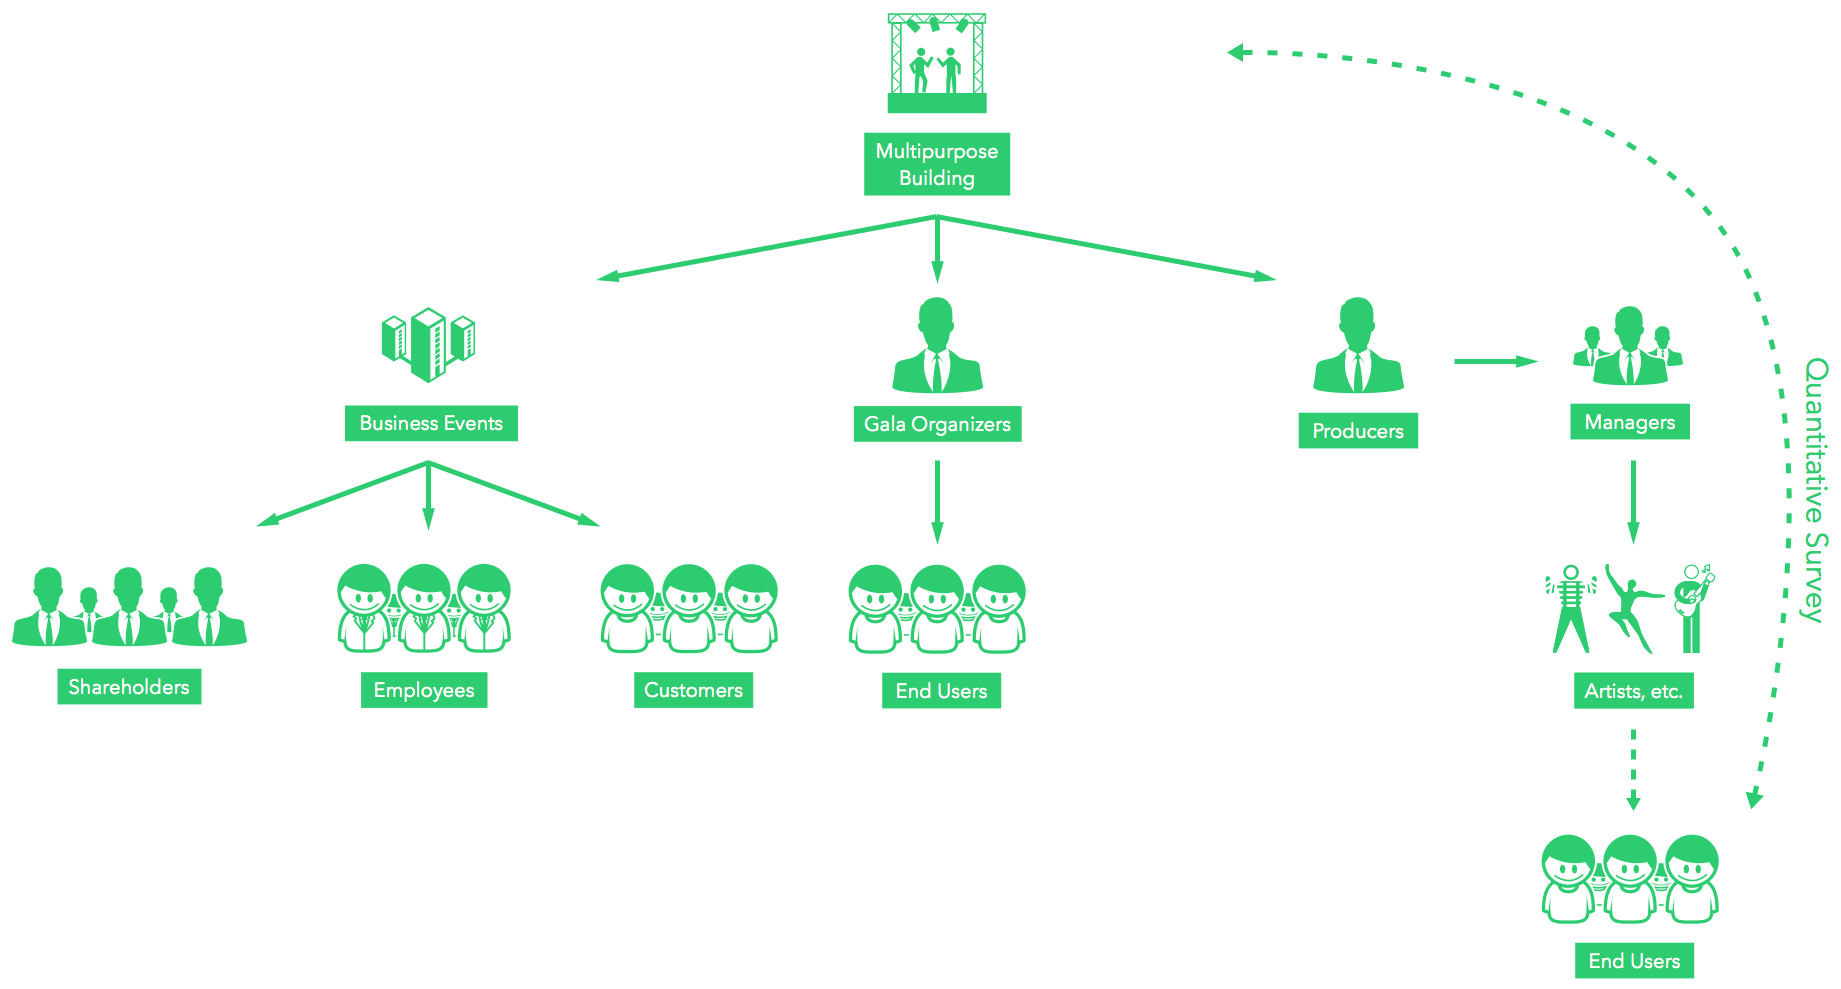 Multipurpose
Building
Business Events
Gala Organizers
Producers
Managers
Quantitative Survey
Shareholders
Employees
Customers
End Users
Artists, etc.
End Users